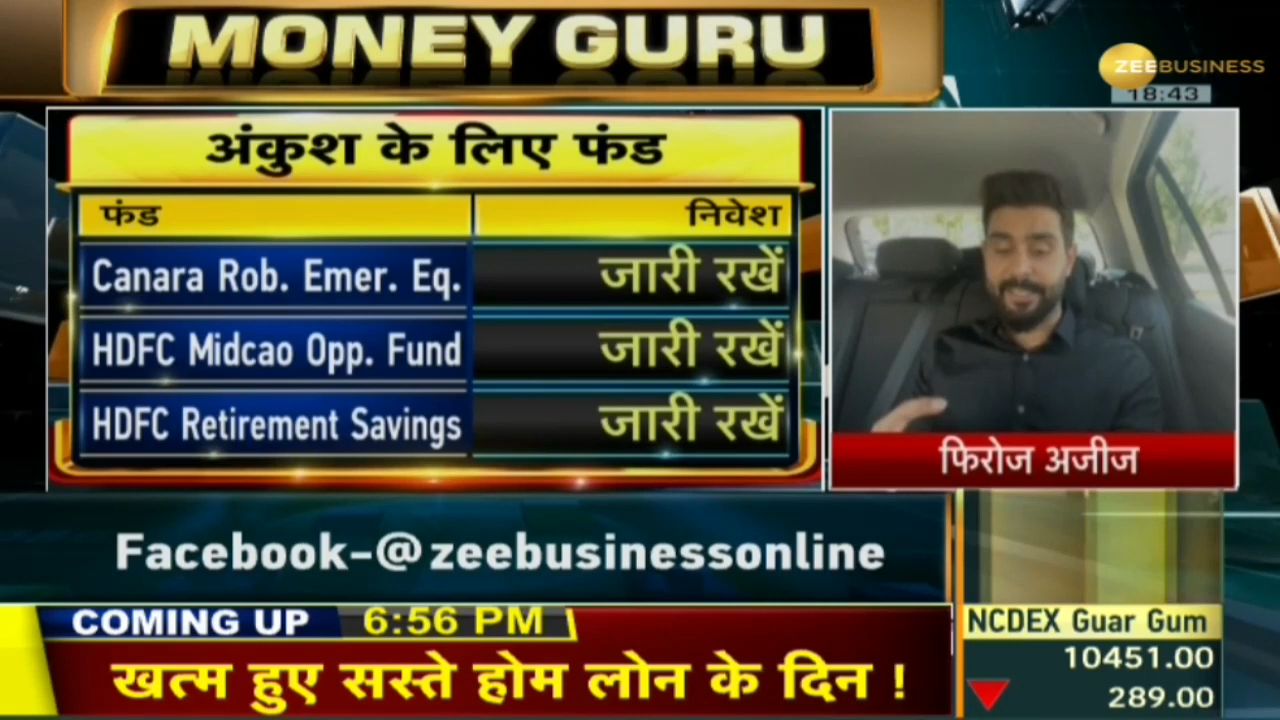 MONEY GURU
ZEEBUSINESS
18:43
अंकुश के लिए फंड
फंड निवेश
Canara Rob. Emer. Eq. जारी रखें
HDFC Midcao Opp. Fund जारी रखें
HDFC Retirement Savings जारी रखें
फिरोज अजीज
Facebook-@zeebusinessonline
COMING UP 6:56 PM
खत्म हुए सस्ते होम लोन के दिन !
NCDEX Guar Gum
10451.00
289.00